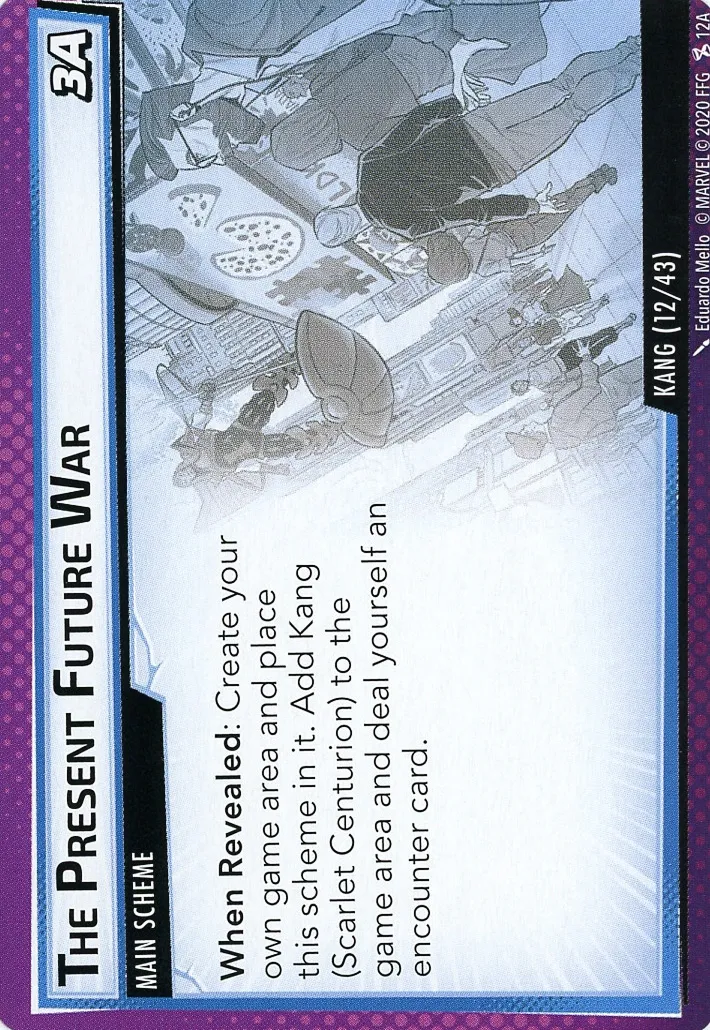 THE PRESENT FUTURE WAR
3A
MAIN SCHEME
When Revealed: Create your
own game area and place
this scheme in it. Add Kang
(Scarlet Centurion) to the
game area and deal yourself an
encounter card.
KANG (12/43)
Eduardo Mello © MARVEL © 2020 FFG 12A